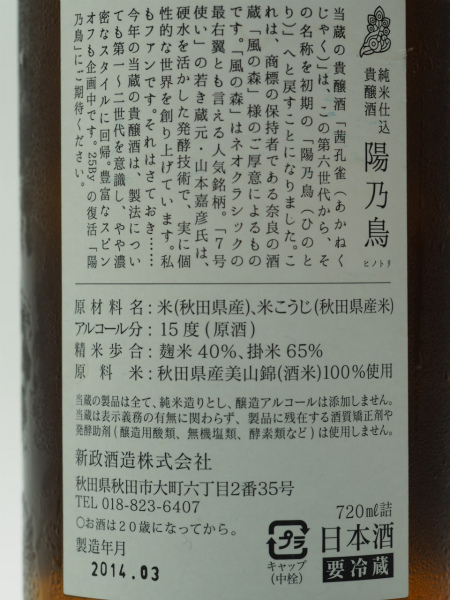 純米仕込
貴醸酒
陽乃鳥
ヒノトリ
当蔵の貴醸酒「茜孔雀(あかねく
じゃく)」は、この第六世代から、そ
の名称を初期の「陽乃鳥(ひのと
り)」へと戻すことになりました。こ
れは、商標の保持者である奈良の酒
蔵「風の森」様のご厚意によるもの
です。「風の森」はネオクラシックの
最右翼とも言える人気銘柄。「7号
使い」の若き蔵元・山本嘉彦氏は、
硬水を活かした発酵技術で、実に個
性的な世界を創り上げています。私
もファンです。それはさておき……
今年の当蔵の貴醸酒は、製法につい
ても第一~二世代を意識し、やや濃
密なスタイルに回帰。豊富なスピン
オフも企画中です。25Byの復活「陽
乃鳥」にご期待ください。
原材料名:米(秋田県産)、米こうじ(秋田県産米)
アルコール分:15度(原酒)
精米歩合:麹米40%、掛米65%
原料米:秋田県産美山錦(酒米)100%使用
当蔵の製品は全て、純米造りとし、醸造アルコールは添加しません。
当蔵は表示義務の有無に関わらず、製品に残存する酒質矯正剤や
発酵助剤(醸造用酸類、無機塩類、酵素類など)は使用しません。
新政酒造株式会社
秋田県秋田市大町六丁目2番35号
TEL 018-823-6407
〇お酒は20歳になってから。
製造年月
2014.03
720㎖詰
プラ
キャップ
(中栓)
日本酒
要冷蔵